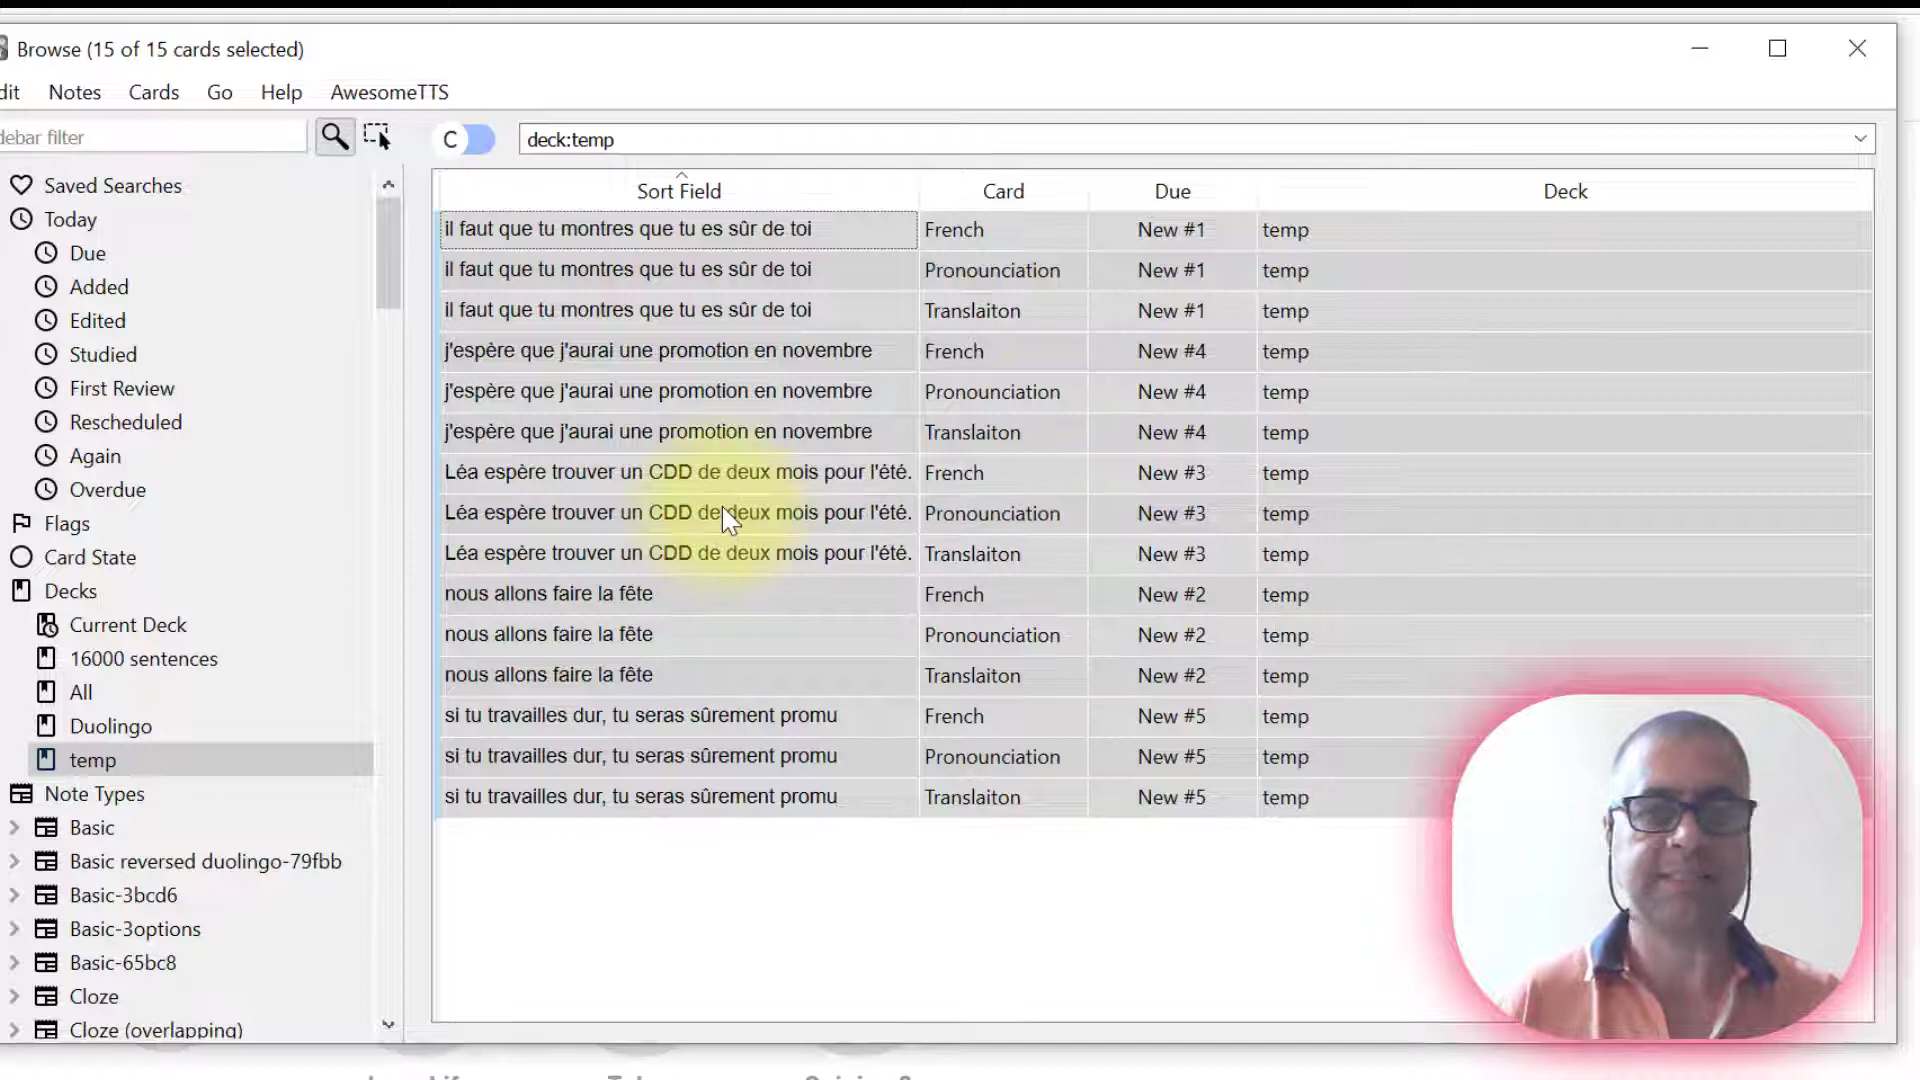 Browse (15 of 15 cards selected)
dit Notes Cards Go Help AwesomeTTS
debar filter
C
deck:temp
Saved Searches
Today
Due
Added
Edited
Studied
First Review
Rescheduled
Again
Overdue
Flags
Card State
Decks
Current Deck
16000 sentences
All
Duolingo
temp
Note Types
Basic
Basic reversed duolingo-79fbb
Basic-3bcd6
Basic-3options
Basic-65bc8
Cloze
Cloze (overlapping)
Sort Field Card Due Deck
il faut que tu montres que tu es sûr de toi French New #1 temp
il faut que tu montres que tu es sûr de toi Pronounciation New #1 temp
il faut que tu montres que tu es sûr de toi Translaiton New #1 temp
j'espère que j'aurai une promotion en novembre French New #4 temp
j'espère que j'aurai une promotion en novembre Pronounciation New #4 temp
j'espère que j'aurai une promotion en novembre Translaiton New #4 temp
Léa espère trouver un CDD de deux mois pour l'été. French New #3 temp
Léa espère trouver un CDD de deux mois pour l'été. Pronounciation New #3 temp
Léa espère trouver un CDD de deux mois pour l'été. Translaiton New #3 temp
nous allons faire la fête French New #2 temp
nous allons faire la fête Pronounciation New #2 temp
nous allons faire la fête Translaiton New #2 temp
si tu travailles dur, tu seras sûrement promu French New #5 temp
si tu travailles dur, tu seras sûrement promu Pronounciation New #5 temp
si tu travailles dur, tu seras sûrement promu Translaiton New #5 temp